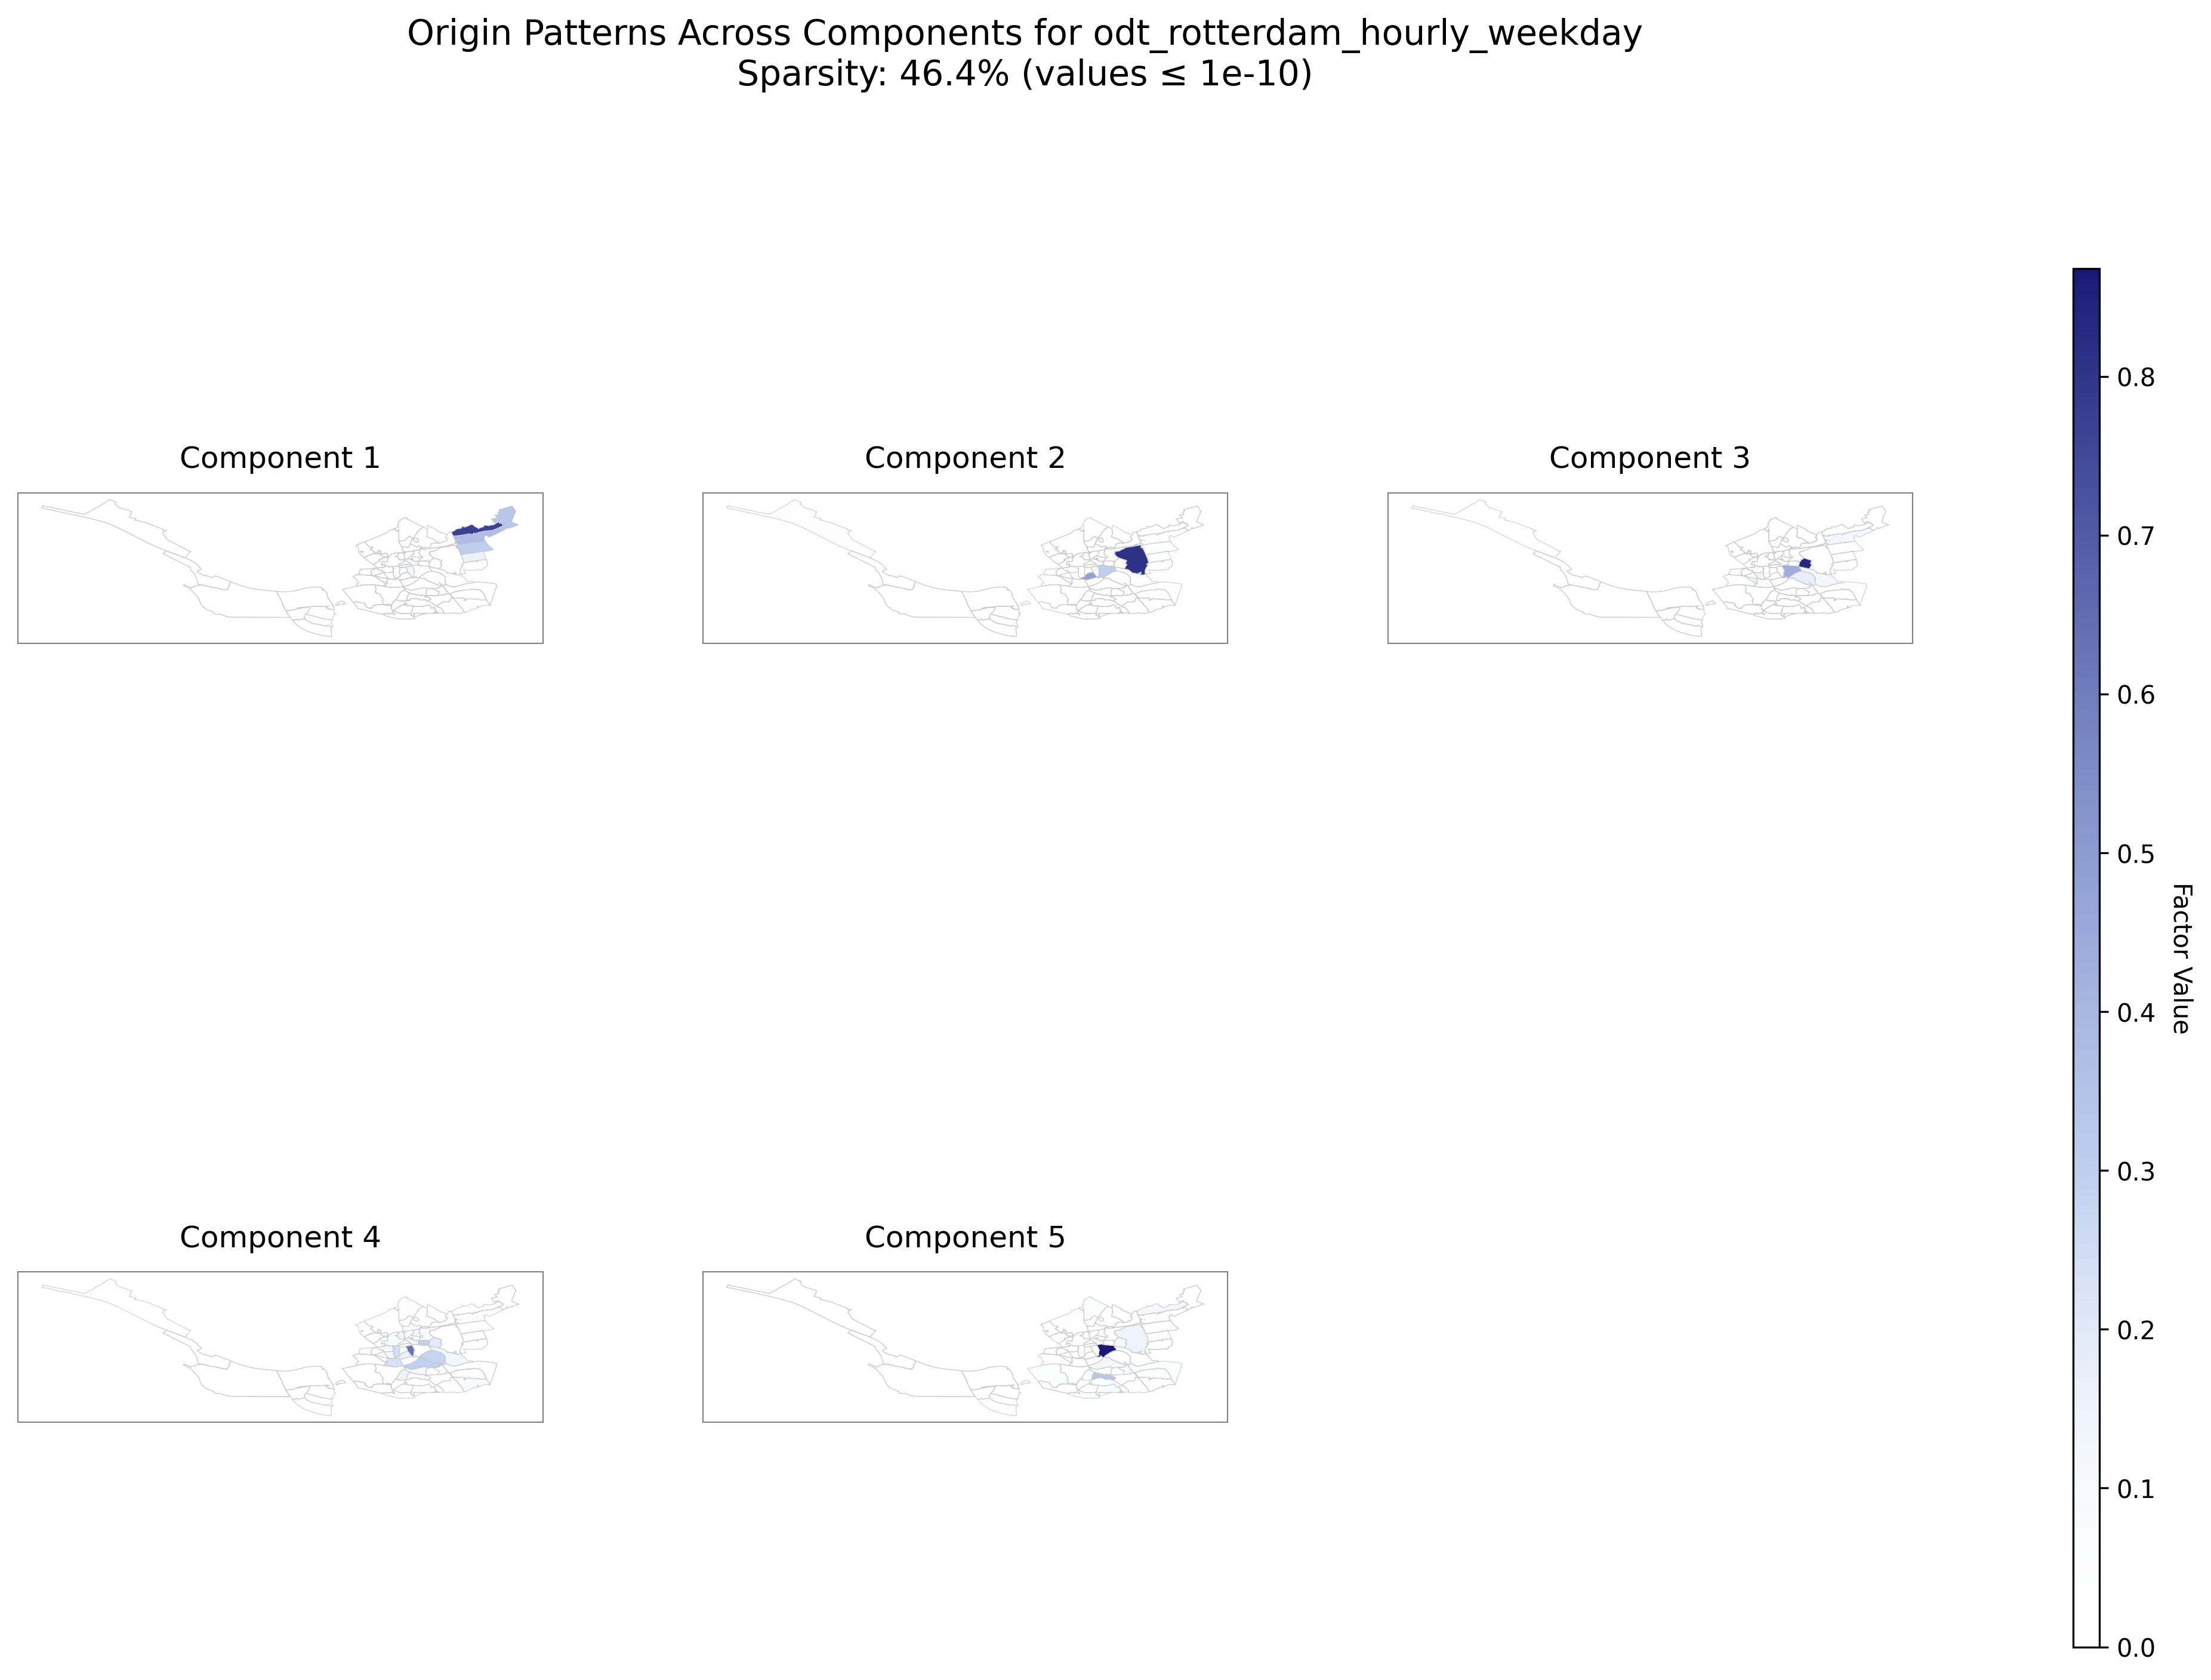 Origin Patterns Across Components for odt_rotterdam_hourly_weekday
Sparsity: 46.4% (values ≤ 1e-10)
Component 1
Component 2
Component 3
Component 4
Component 5
0.8
0.7
0.6
0.5
0.4
0.3
0.2
0.1
0.0
Factor Value